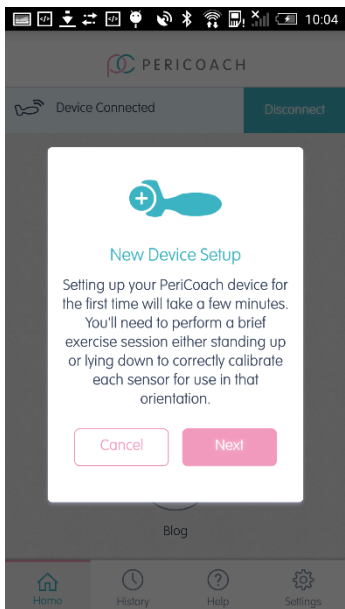 10:04
PERICOACH
Device Connected
Disconnect
New Device Setup
Setting up your PeriCoach device for
the first time will take a few minutes.
You'll need to perform a brief
exercise session either standing up
or lying down to correctly calibrate
each sensor for use in that
orientation.
Cancel
Next
Blog
Home
History
Help
Settings